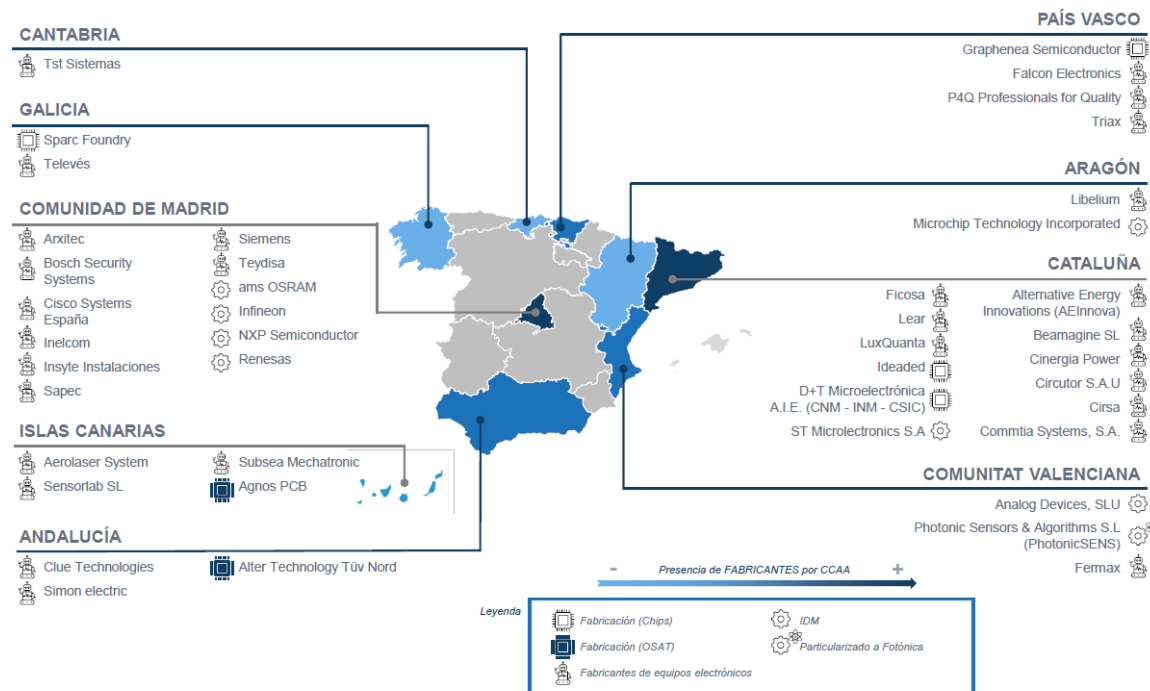 CANTABRIA
Tst Sistemas
GALICIA
Sparc Foundry
Televés
COMUNIDAD DE MADRID
Arxitec
Bosch Security
Systems
Cisco Systems
España
Inelcom
Insyte Instalaciones
Sapec
Siemens
Teydisa
ams OSRAM
Infineon
NXP Semiconductor
Renesas
ISLAS CANARIAS
Aerolaser System
Sensorlab SL
Subsea Mechatronic
Agnos PCB
ANDALUCÍA
Clue Technologies
Simon electric
Alter Technology Tüv Nord
PAÍS VASCO
Graphenea Semiconductor
Falcon Electronics
P4Q Professionals for Quality
Triax
ARAGÓN
Libelium
Microchip Technology Incorporated
CATALUÑA
Ficosa
Lear
LuxQuanta
Ideaded
D+T Microelectrónica
A.I.E. (CNM - INM - CSIC)
ST Microlectronics S.A
Alternative Energy
Innovations (AEInnova)
Beamagine SL
Cinergia Power
Circutor S.A.U
Cirsa
Commtia Systems, S.A.
COMUNITAT VALENCIANA
Analog Devices, SLU
Photonic Sensors & Algorithms S.L
(PhotonicSENS)
Fermax
- Presencia de FABRICANTES por CCAA +
Leyenda
Fabricación (Chips)
Fabricación (OSAT)
Fabricantes de equipos electrónicos
IDM
Particularizado a Fotónica